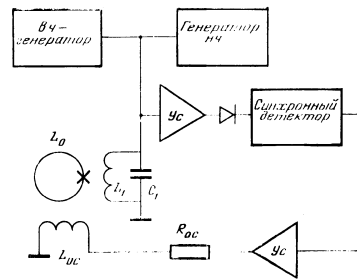 Вч-
генератор
Генератор
нч
Ус
Синхронный
детектор
L₀
L₁
C₁
Lос
Rос
Ус